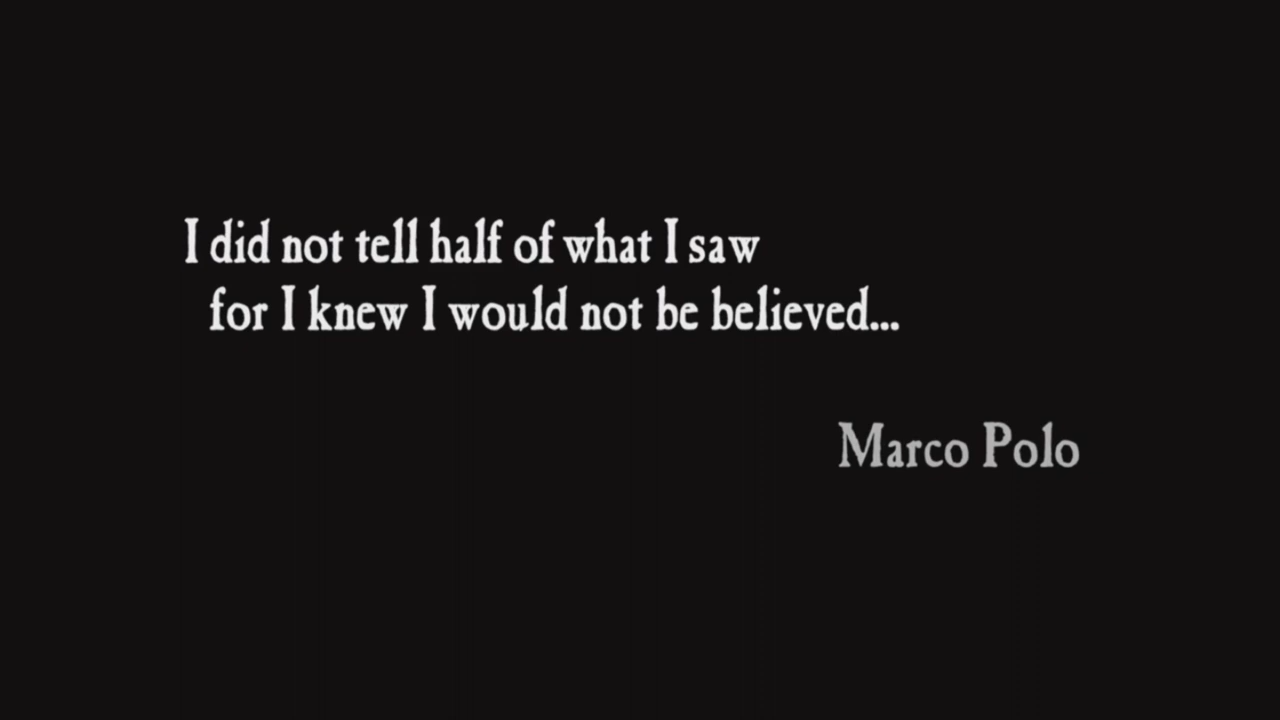 I did not tell half of what I saw
for I knew I would not be believed...
Marco Polo